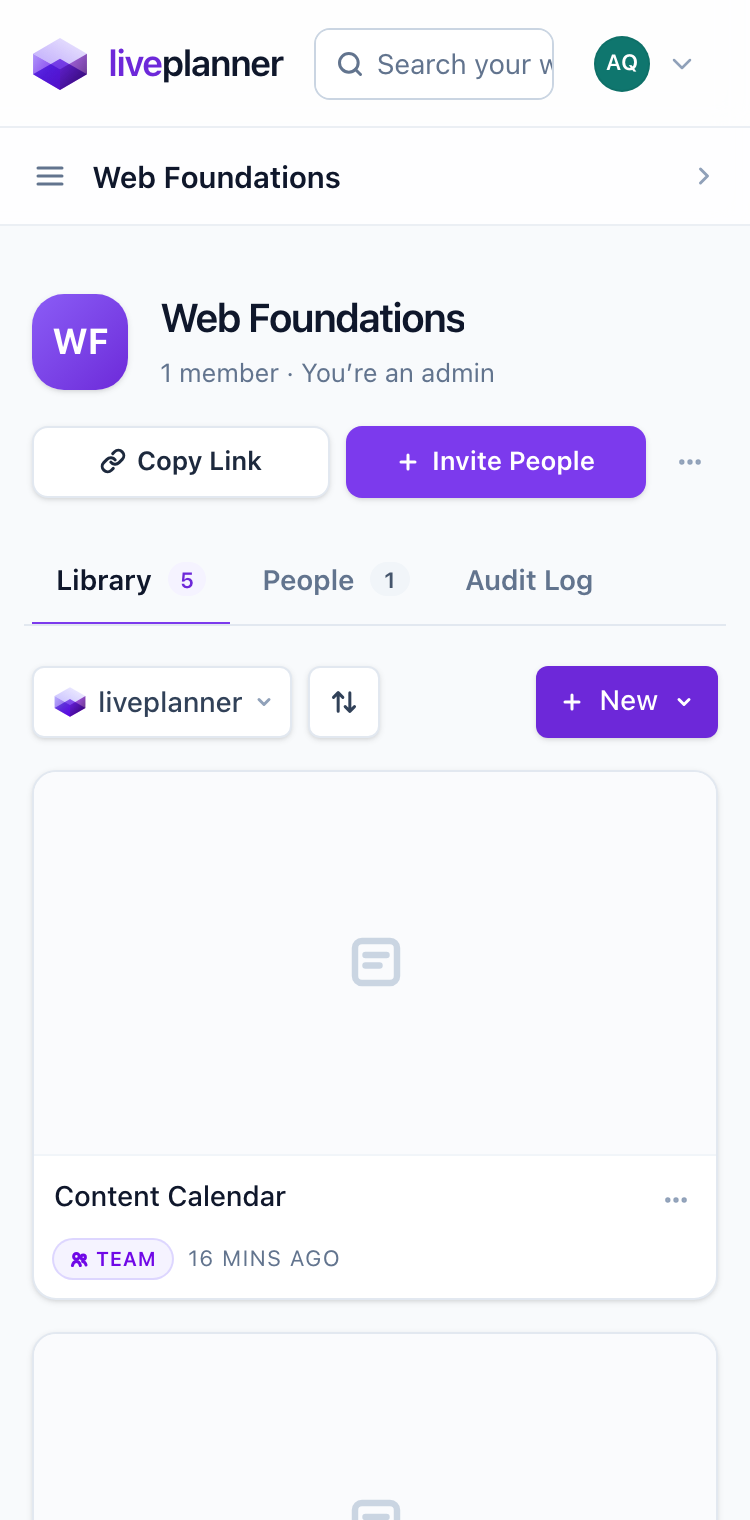 liveplanner
Search your w
AQ
Web Foundations
WF
Web Foundations
1 member · You’re an admin
Copy Link
Invite People
Library 5
People 1
Audit Log
liveplanner
New
Content Calendar
TEAM
16 MINS AGO